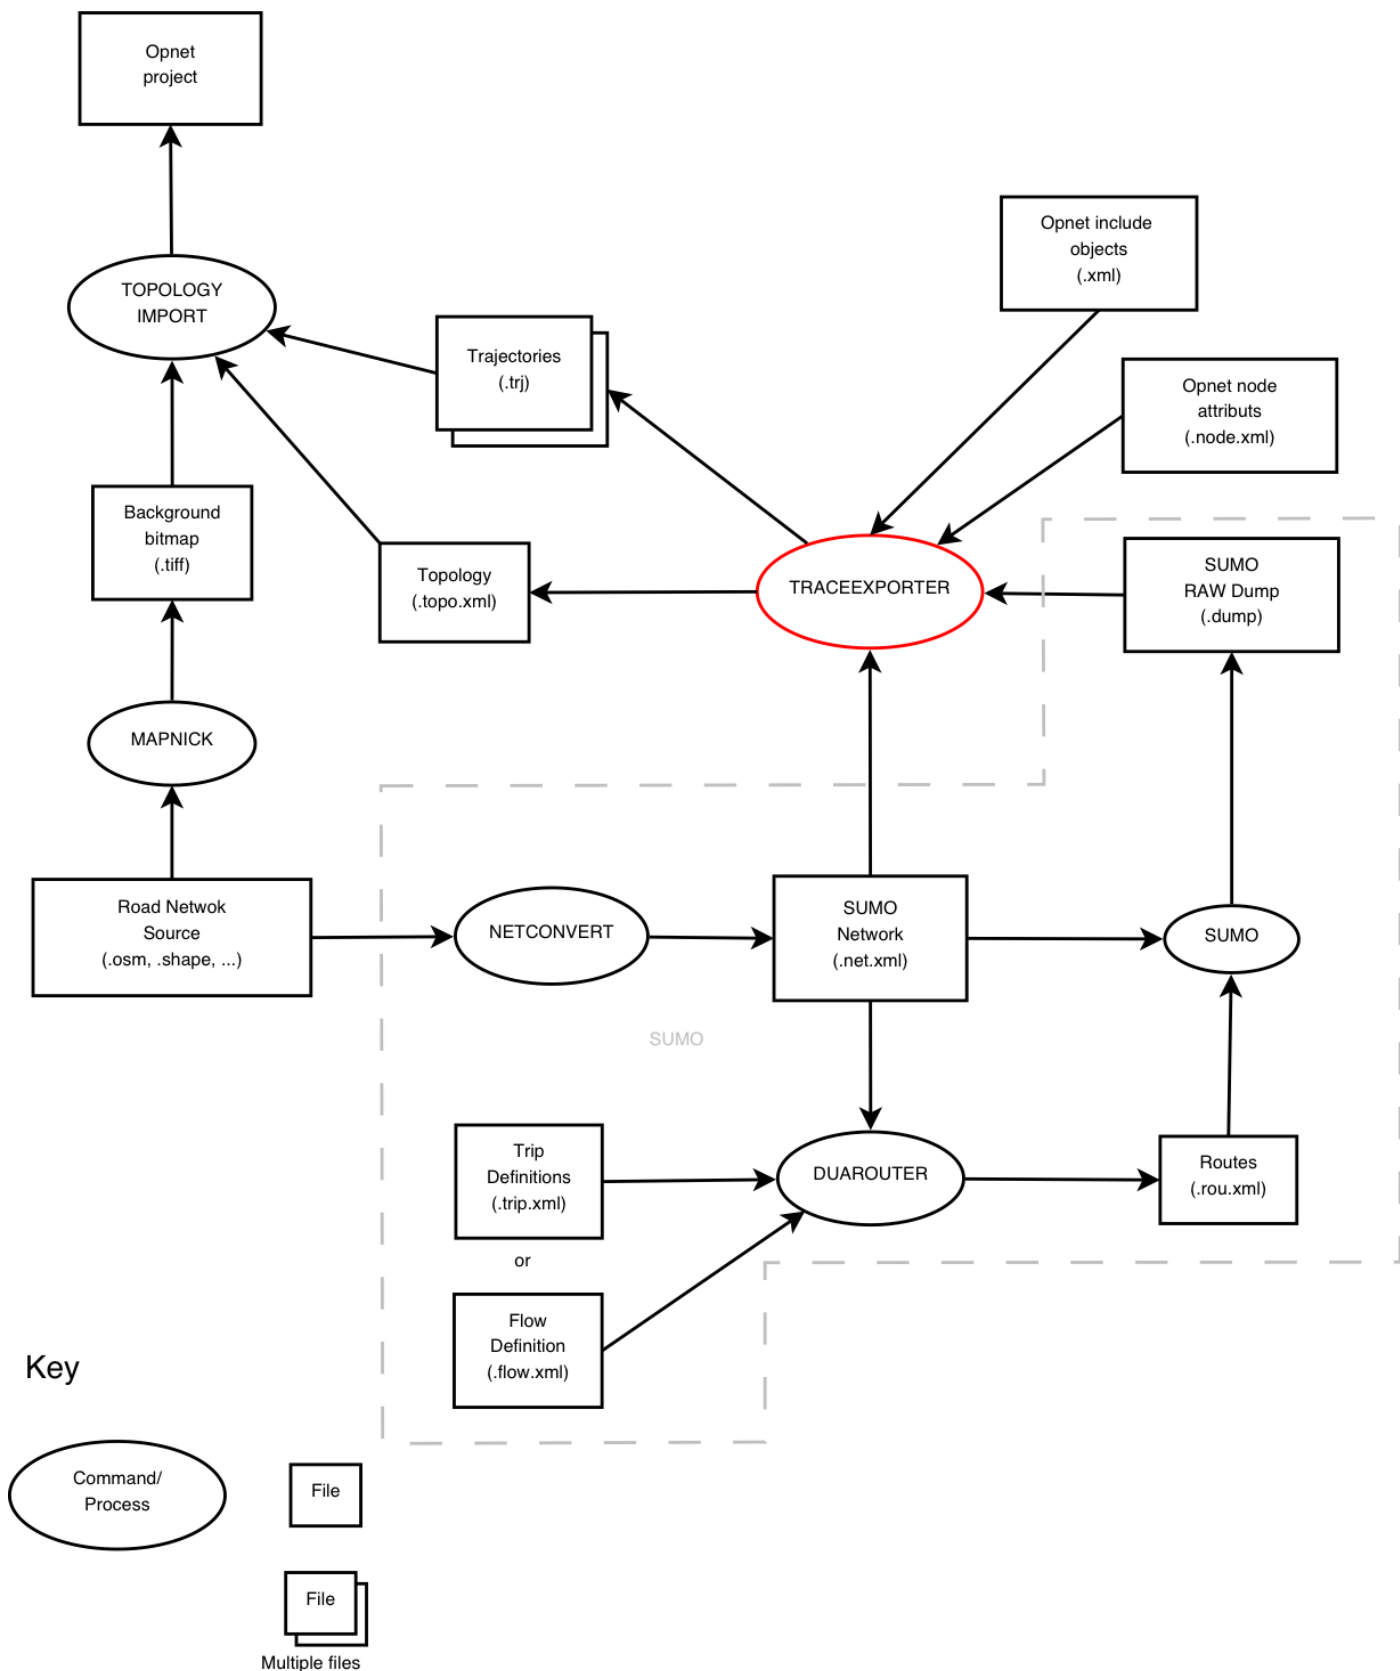 Opnet
project
Opnet include
objects
(.xml)
TOPOLOGY
IMPORT
Trajectories
(.trj)
Opnet node
attributs
(.node.xml)
Background
bitmap
(.tiff)
Topology
(.topo.xml)
TRACEEXPORTER
SUMO
RAW Dump
(.dump)
MAPNICK
Road Netwok
Source
(.osm, .shape, ...)
NETCONVERT
SUMO
Network
(.net.xml)
SUMO
SUMO
Trip
Definitions
(.trip.xml)
DUAROUTER
Routes
(.rou.xml)
or
Flow
Definition
(.flow.xml)
Key
Command/
Process
File
File
Multiple files